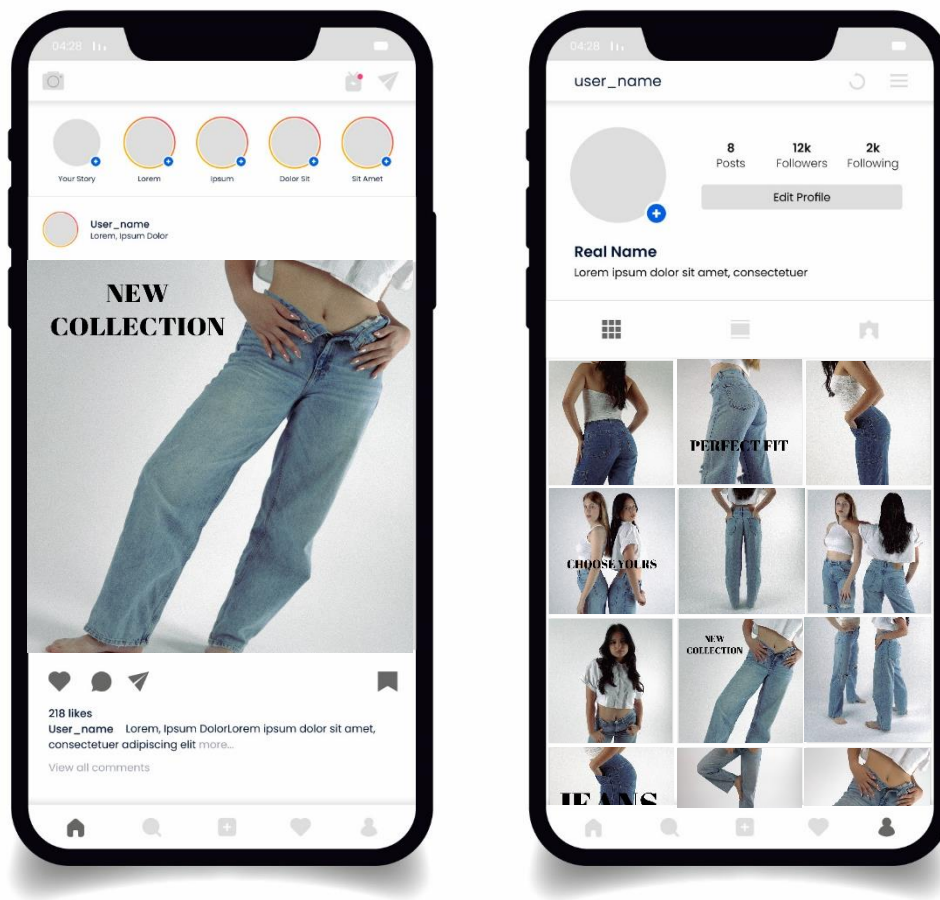 04:28
Your Story
Lorem
Ipsum
Dolor Sit
Sit Amet
User_name
Lorem, Ipsum Dolor
NEW
COLLECTION
218 likes
User_name Lorem, Ipsum DolorLorem ipsum dolor sit amet,
consectetuer adipiscing elit more...
View all comments
04:28
user_name
8 12k 2k
Posts Followers Following
Edit Profile
Real Name
Lorem ipsum dolor sit amet, consectetuer
PERFECT FIT
CHOOSE YOURS
NEW
COLLECTION
JEANS